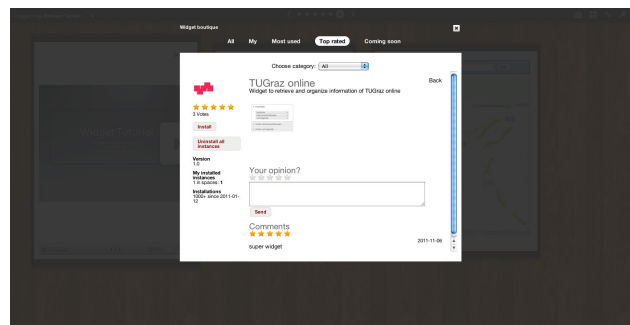 Widget boutique
All My Most used Top rated Coming soon
Choose category: All
TUGraz online
Back
Widget to retrieve and organize information of TUGraz online
3 Votes
Install
Uninstall all
instances
Version
1.0
My installed
instances
1 in spaces: 1
Installations
1000+ since 2011-01-
12
Your opinion?
Send
Comments
2011-11-06
super widget
Widget Tutorial